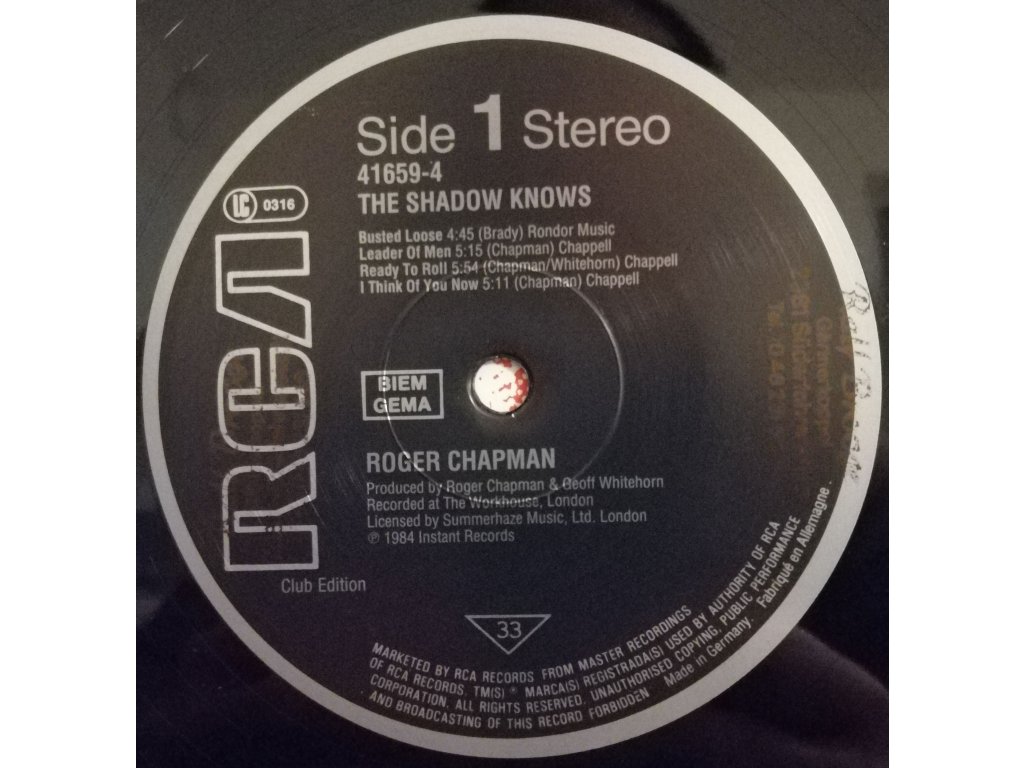 Side 1 Stereo
41659-4
THE SHADOW KNOWS
LC 0316
Busted Loose 4:45 (Brady) Rondor Music
Leader Of Men 5:15 (Chapman) Chappell
Ready To Roll 5:54 (Chapman/Whitehorn) Chappell
I Think Of You Now 5:11 (Chapman) Chappell
RCA
BIEM
GEMA
ROGER CHAPMAN
Produced by Roger Chapman & Geoff Whitehorn
Recorded at The Workhouse, London
Licensed by Summerhaze Music, Ltd. London
℗ 1984 Instant Records
Club Edition
33
MARKETED BY RCA RECORDS FROM MASTER RECORDINGS
OF RCA RECORDS. TM(S) ® MARCA(S) REGISTRADA(S) USED BY AUTHORITY OF RCA
CORPORATION. ALL RIGHTS RESERVED. UNAUTHORISED COPYING, PUBLIC PERFORMANCE
AND BROADCASTING OF THIS RECORD FORBIDDEN Made in Germany. Fabriqué en Allemagne.